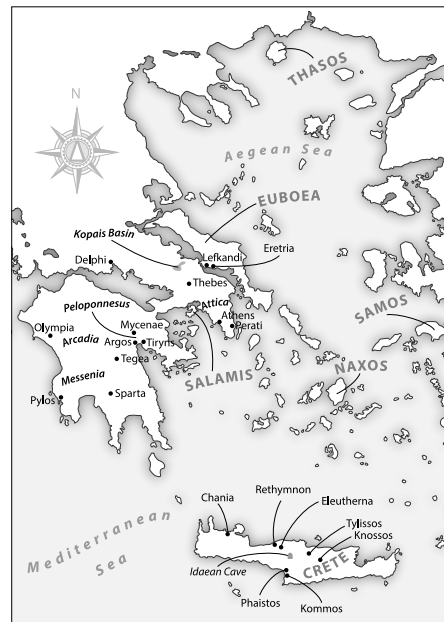 THASOS
N
Aegean Sea
EUBOEA
Kopais Basin
Lefkandi
Eretria
Delphi
Thebes
Attica
Peloponnesus
Athens
Perati
SAMOS
Mycenae
Olympia
Arcadia
Argos
Tiryns
Tegea
SALAMIS
NAXOS
Messenia
Pylos
Sparta
Rethymnon
Chania
Eleutherna
Tylissos
Knossos
Mediterranean
Sea
Idaean Cave
CRETE
Phaistos
Kommos